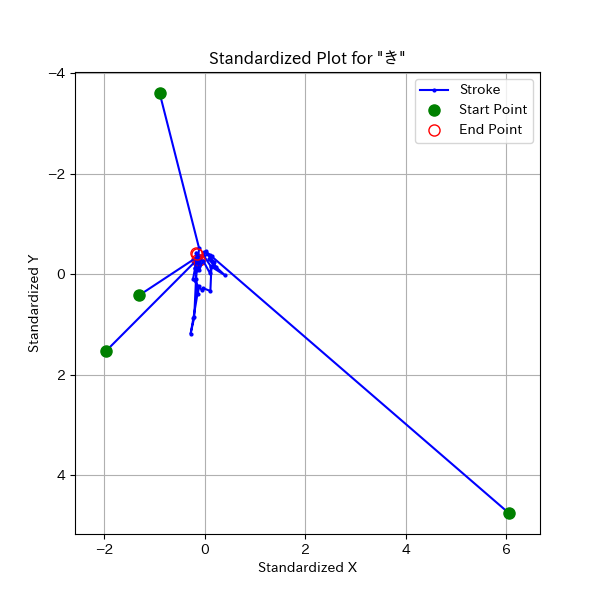 Standardized Plot for "き"
Stroke
Start Point
End Point
−4
−2
0
2
4
Standardized Y
−2
0
2
4
6
Standardized X